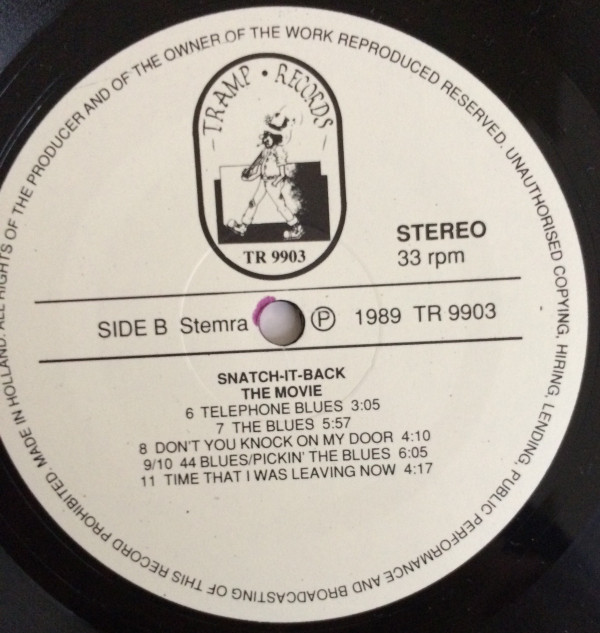 MADE IN HOLLAND. ALL RIGHTS OF THE PRODUCER AND OF THE OWNER OF THE WORK REPRODUCED RESERVED. UNAUTHORISED COPYING, HIRING, LENDING, PUBLIC PERFORMANCE AND BROADCASTING OF THIS RECORD PROHIBITED.
TRAMP • RECORDS
TR 9903
STEREO
33 rpm
SIDE B Stemra Ⓟ 1989 TR 9903
SNATCH-IT-BACK
THE MOVIE
6 TELEPHONE BLUES 3:05
7 THE BLUES 5:57
8 DON'T YOU KNOCK ON MY DOOR 4:10
9/10 44 BLUES/PICKIN' THE BLUES 6:05
11 TIME THAT I WAS LEAVING NOW 4:17